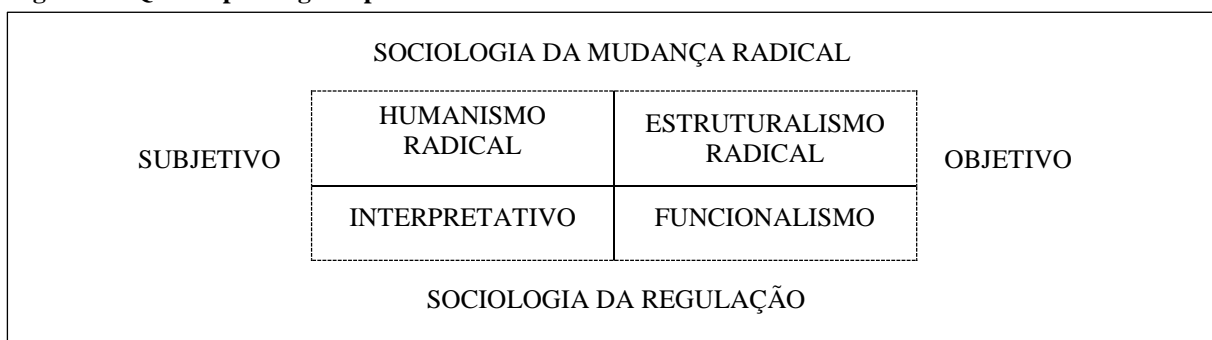 SOCIOLOGIA DA MUDANÇA RADICAL
HUMANISMO
RADICAL
ESTRUTURALISMO
RADICAL
SUBJETIVO
OBJETIVO
INTERPRETATIVO
FUNCIONALISMO
SOCIOLOGIA DA REGULAÇÃO